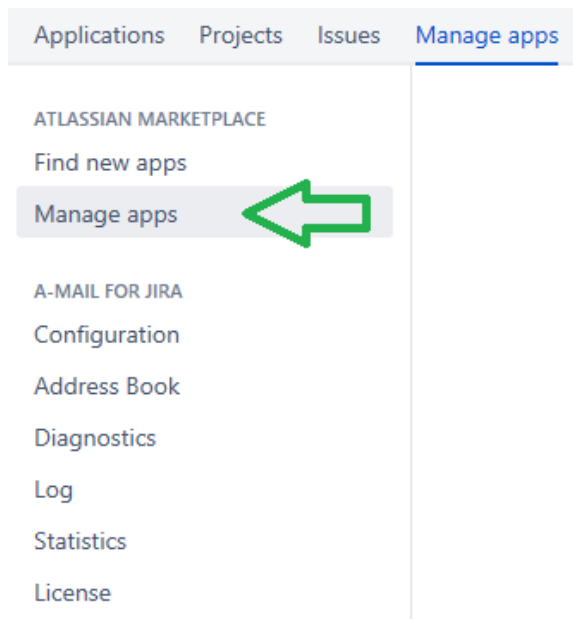 Applications Projects Issues Manage apps
ATLASSIAN MARKETPLACE
Find new apps
Manage apps
A-MAIL FOR JIRA
Configuration
Address Book
Diagnostics
Log
Statistics
License